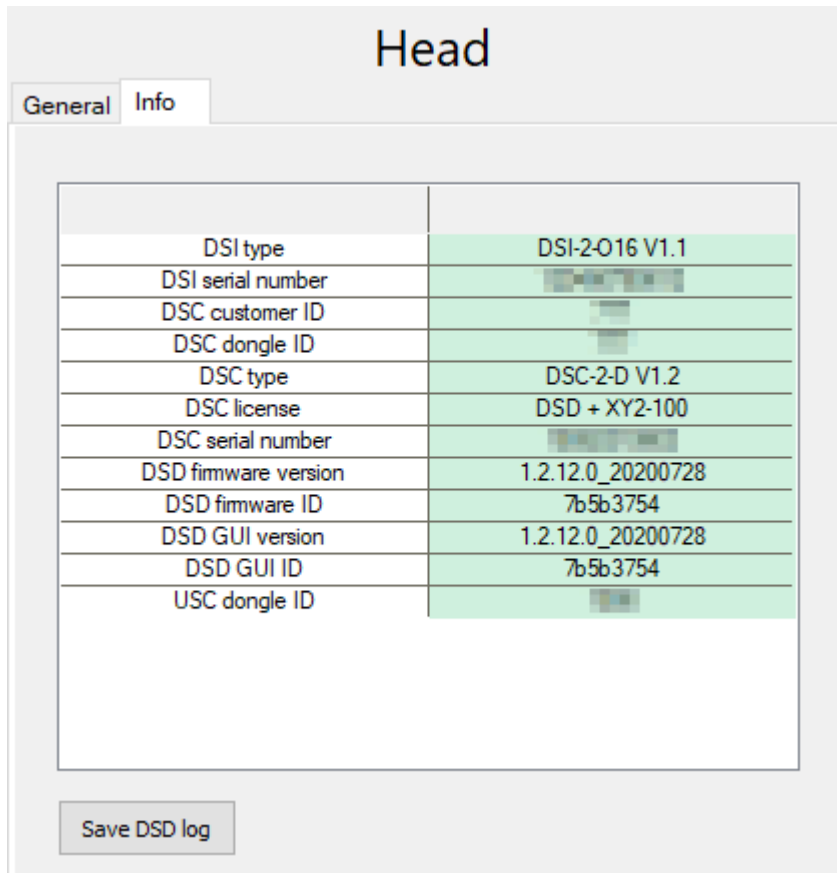 Head
General Info
DSI type DSI-2-O16 V1.1
DSI serial number
DSC customer ID
DSC dongle ID
DSC type DSC-2-D V1.2
DSC license DSD + XY2-100
DSC serial number
DSD firmware version 1.2.12.0_20200728
DSD firmware ID 7b5b3754
DSD GUI version 1.2.12.0_20200728
DSD GUI ID 7b5b3754
USC dongle ID
Save DSD log